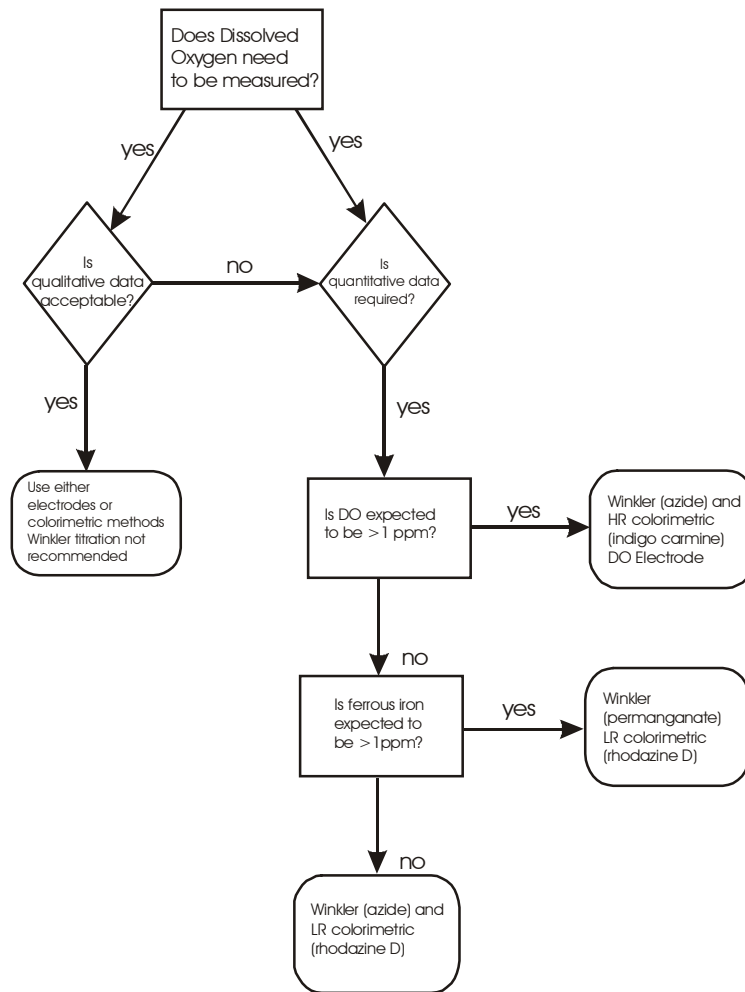 Does Dissolved
Oxygen need
to be measured?
yes
yes
Is
qualitative data
acceptable?
no
Is
quantitative data
required?
yes
yes
Use either
electrodes or
colorimetric methods
Winkler titration not
recommended
Is DO expected
to be >1 ppm?
yes
Winkler (azide) and
HR colorimetric
(indigo carmine)
DO Electrode
no
Is ferrous iron
expected to
be >1ppm?
yes
Winkler
(permanganate)
LR colorimetric
(rhodazine D)
no
Winkler (azide) and
LR colorimetric
(rhodazine D)